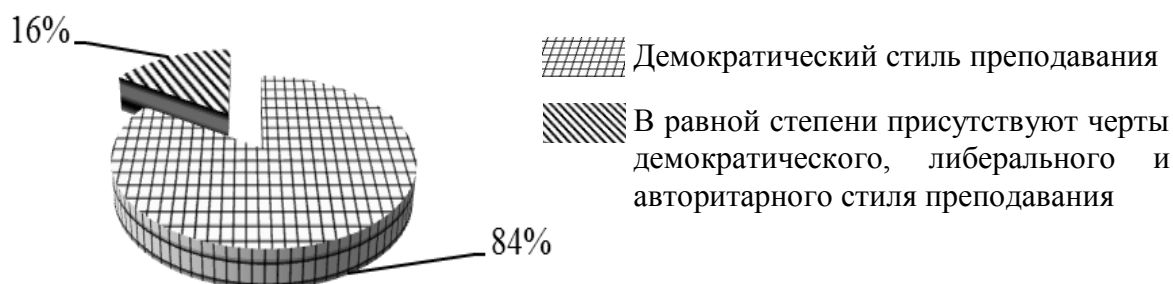 16%
Демократический стиль преподавания
В равной степени присутствуют черты
демократического, либерального и
авторитарного стиля преподавания
84%